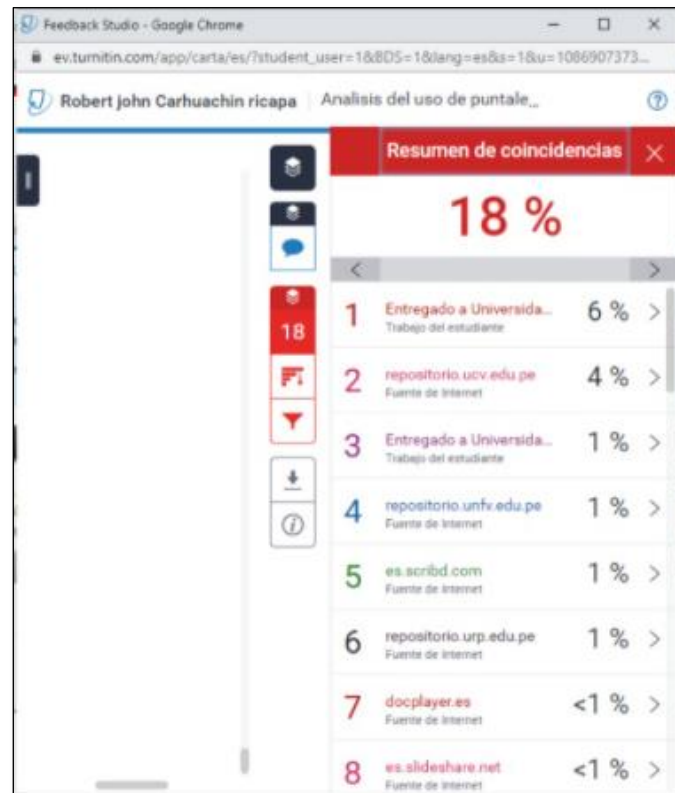 Feedback Studio - Google Chrome
ev.turnitin.com/app/carta/es/?student_user=1&BDS=1&lang=es&s=1&u=1086907373...
Robert john Carhuachin ricapa
Analisis del uso de puntale...
?
Resumen de coincidencias
18 %
18
1 Entregado a Universida... 6 %
Trabajo del estudiante
2 repositorio.ucv.edu.pe 4 %
Fuente de Internet
3 Entregado a Universida... 1 %
Trabajo del estudiante
4 repositorio.unfv.edu.pe 1 %
Fuente de Internet
5 es.scribd.com 1 %
Fuente de Internet
6 repositorio.urp.edu.pe 1 %
Fuente de Internet
7 docplayer.es <1 %
Fuente de Internet
8 es.slideshare.net <1 %
Fuente de Internet